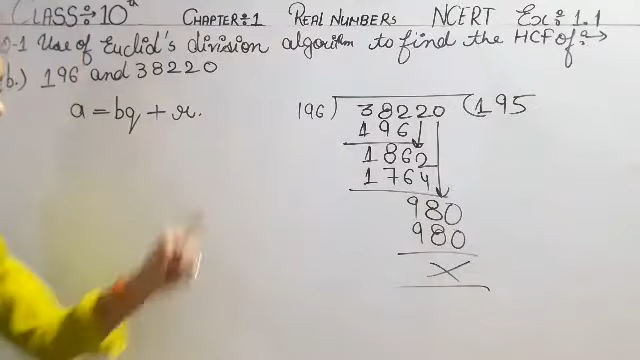 CLASS÷10th CHAPTER÷1 REAL NUMBERS NCERT Ex÷1.1
Q-1 Use of Euclid's division algorithm to find the HCF of:→
b.) 196 and 38220
a = bq + r.
196) 38220 (195
196
1862
1764
980
980
×